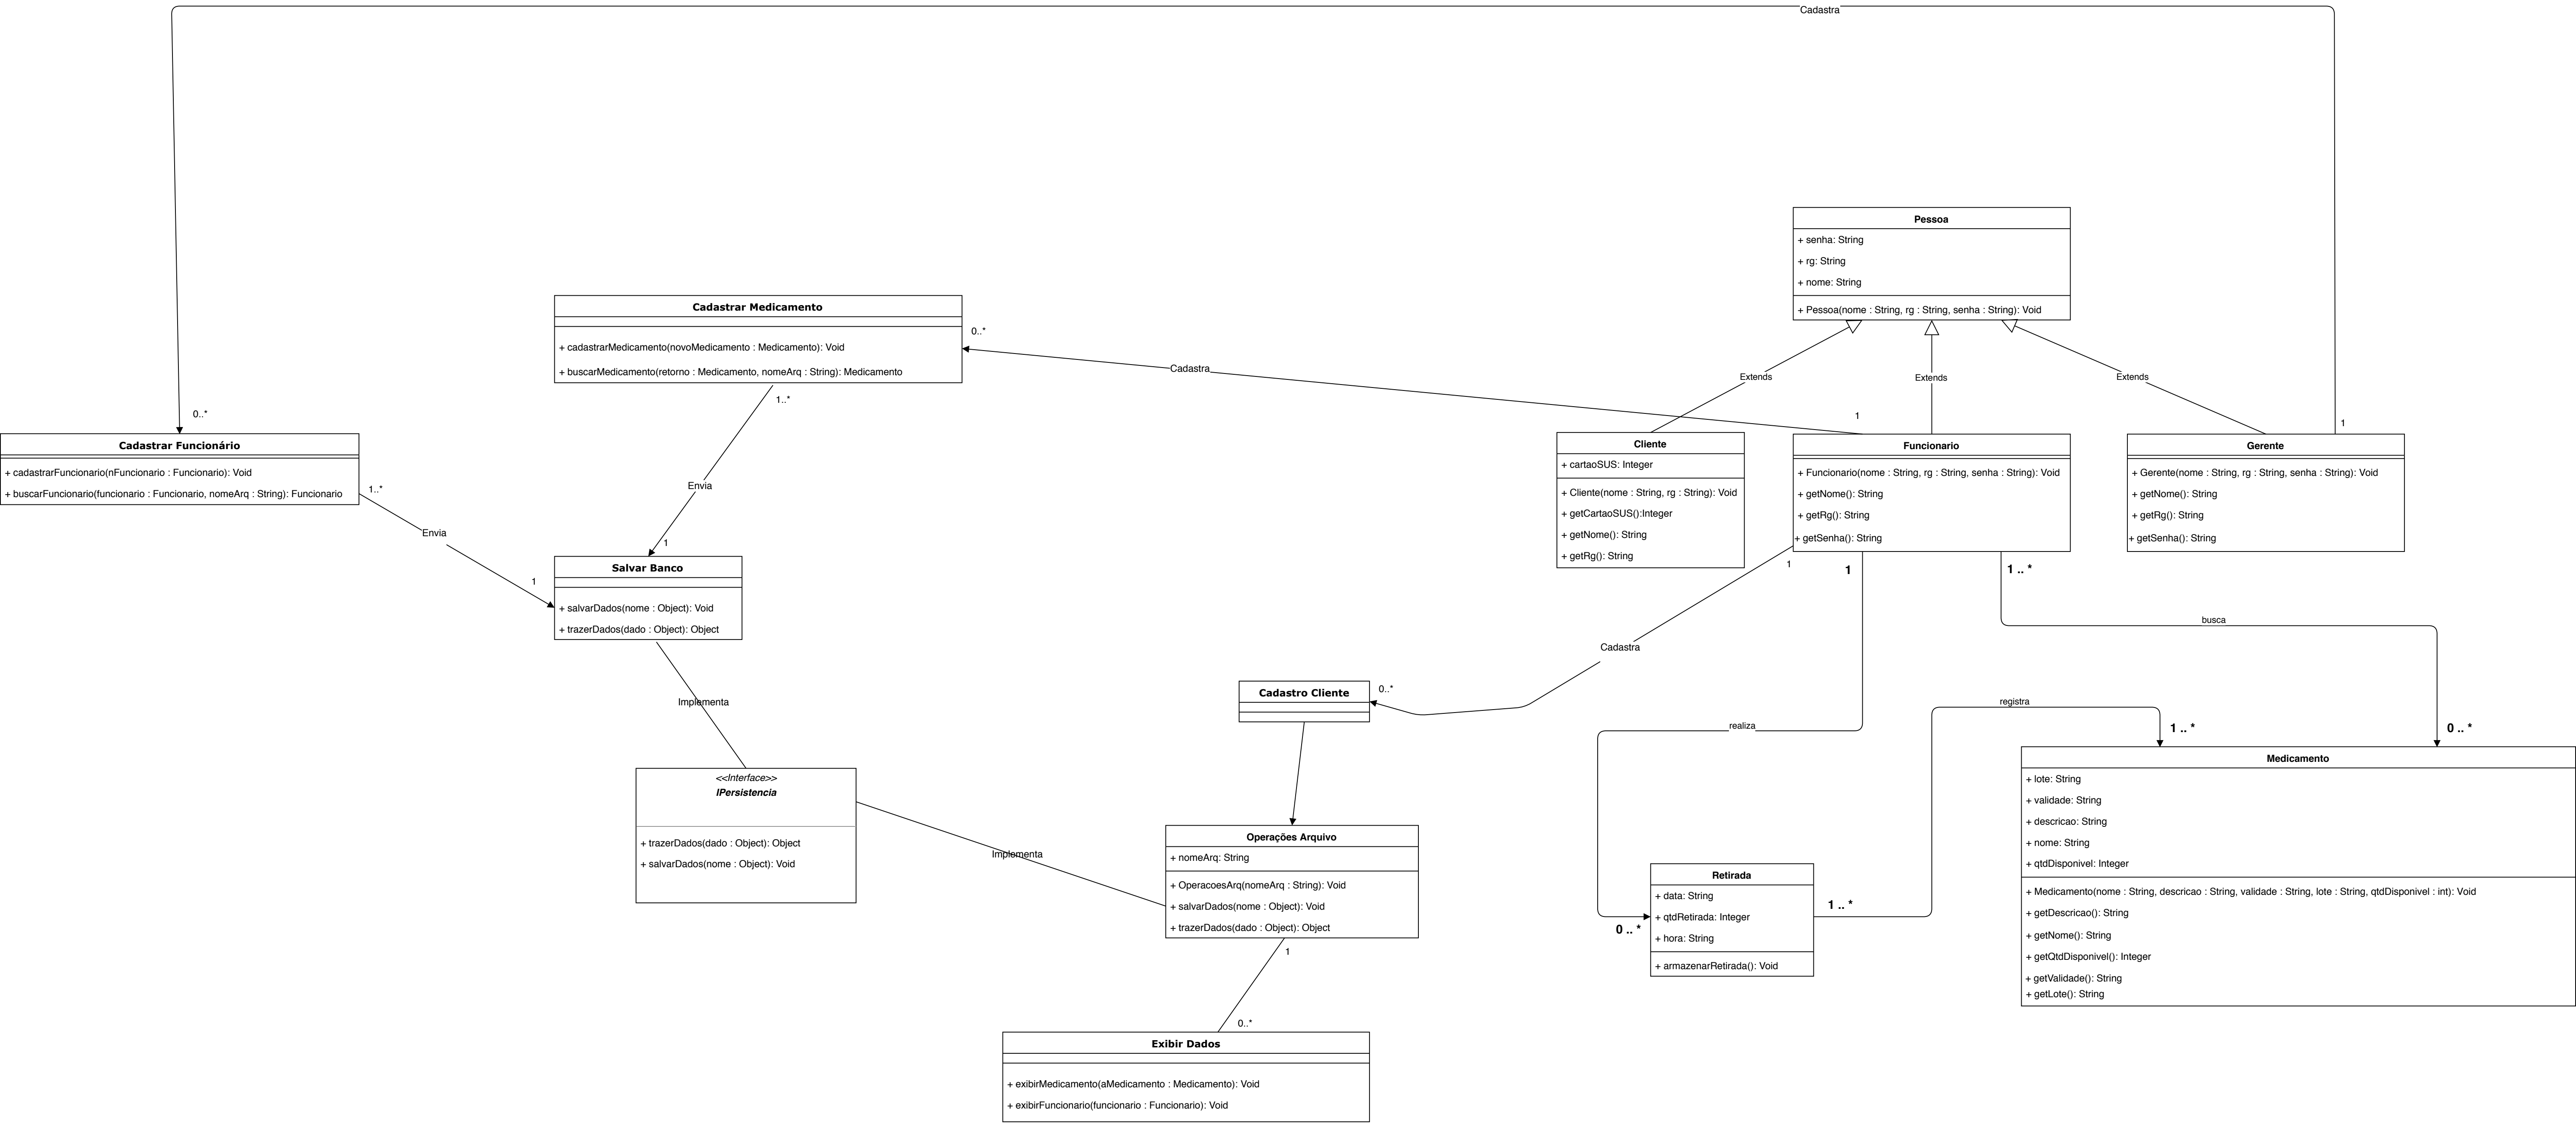 Cadastra
Pessoa
+ senha: String
+ rg: String
+ nome: String
+ Pessoa(nome : String, rg : String, senha : String): Void
Cadastrar Medicamento
+ cadastrarMedicamento(novoMedicamento : Medicamento): Void
+ buscarMedicamento(retorno : Medicamento, nomeArq : String): Medicamento
0..*
Cadastra
1
Extends
Extends
Extends
1..*
0..*
1
Cadastrar Funcionário
+ cadastrarFuncionario(nFuncionario : Funcionario): Void
+ buscarFuncionario(funcionario : Funcionario, nomeArq : String): Funcionario
1..*
Envia
1
Envia
1
Cliente
+ cartaoSUS: Integer
+ Cliente(nome : String, rg : String): Void
+ getCartaoSUS():Integer
+ getNome(): String
+ getRg(): String
Funcionario
+ Funcionario(nome : String, rg : String, senha : String): Void
+ getNome(): String
+ getRg(): String
+ getSenha(): String
Gerente
+ Gerente(nome : String, rg : String, senha : String): Void
+ getNome(): String
+ getRg(): String
+ getSenha(): String
Salvar Banco
+ salvarDados(nome : Object): Void
+ trazerDados(dado : Object): Object
1
1
1 .. *
busca
Cadastra
Implementa
Cadastro Cliente
0..*
realiza
registra
1 .. *
0 .. *
<<Interface>>
IPersistencia
+ trazerDados(dado : Object): Object
+ salvarDados(nome : Object): Void
Implementa
Operações Arquivo
+ nomeArq: String
+ OperacoesArq(nomeArq : String): Void
+ salvarDados(nome : Object): Void
+ trazerDados(dado : Object): Object
Retirada
+ data: String
+ qtdRetirada: Integer
+ hora: String
+ armazenarRetirada(): Void
0 .. *
1 .. *
Medicamento
+ lote: String
+ validade: String
+ descricao: String
+ nome: String
+ qtdDisponivel: Integer
+ Medicamento(nome : String, descricao : String, validade : String, lote : String, qtdDisponivel : int): Void
+ getDescricao(): String
+ getNome(): String
+ getQtdDisponivel(): Integer
+ getValidade(): String
+ getLote(): String
1
0..*
Exibir Dados
+ exibirMedicamento(aMedicamento : Medicamento): Void
+ exibirFuncionario(funcionario : Funcionario): Void